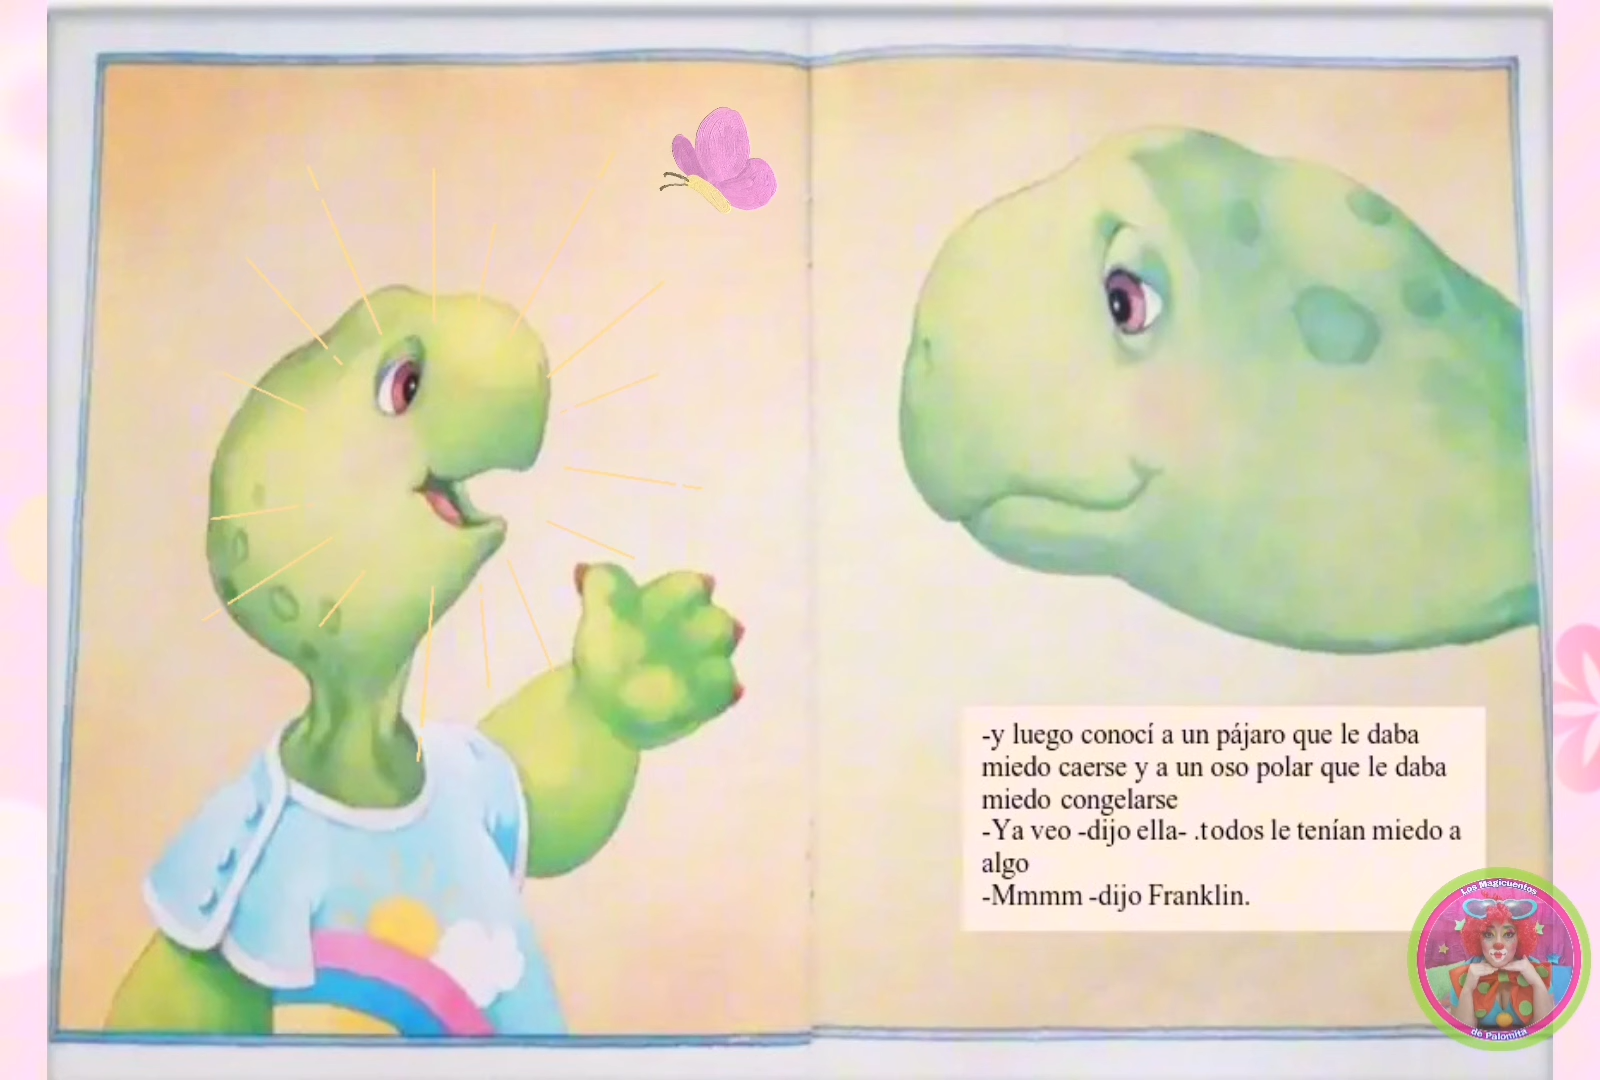 -y luego conocí a un pájaro que le daba
miedo caerse y a un oso polar que le daba
miedo congelarse
-Ya veo -dijo ella- .todos le tenían miedo a
algo
-Mmmm -dijo Franklin.
Los Magicuentos
de Palomita